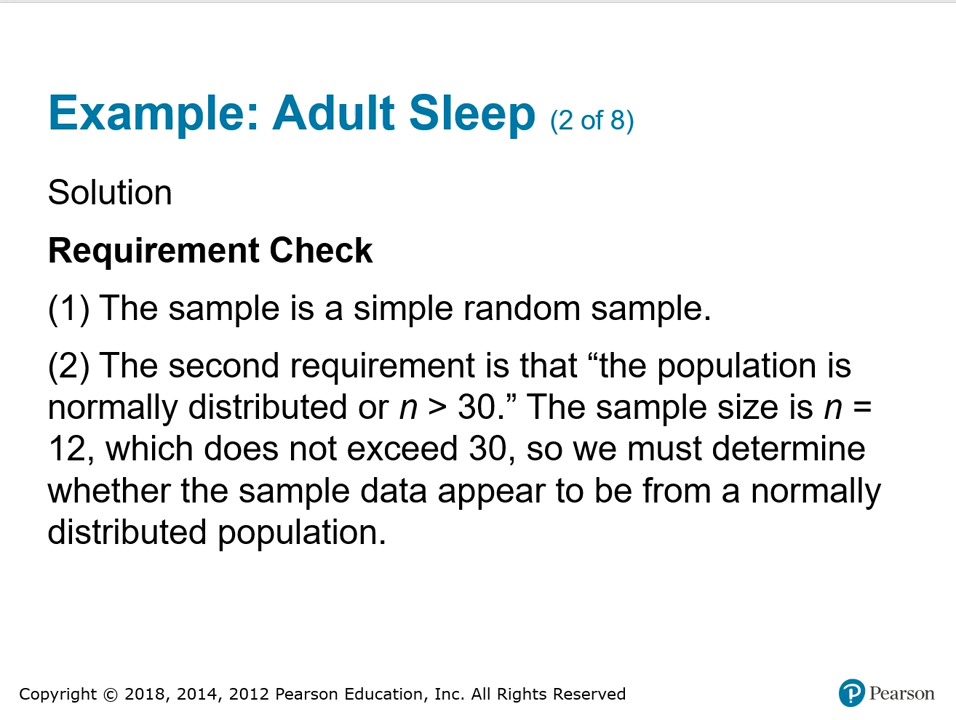 Example: Adult Sleep (2 of 8)
Solution
Requirement Check
(1) The sample is a simple random sample.
(2) The second requirement is that “the population is
normally distributed or n > 30.” The sample size is n =
12, which does not exceed 30, so we must determine
whether the sample data appear to be from a normally
distributed population.
Copyright © 2018, 2014, 2012 Pearson Education, Inc. All Rights Reserved
P Pearson